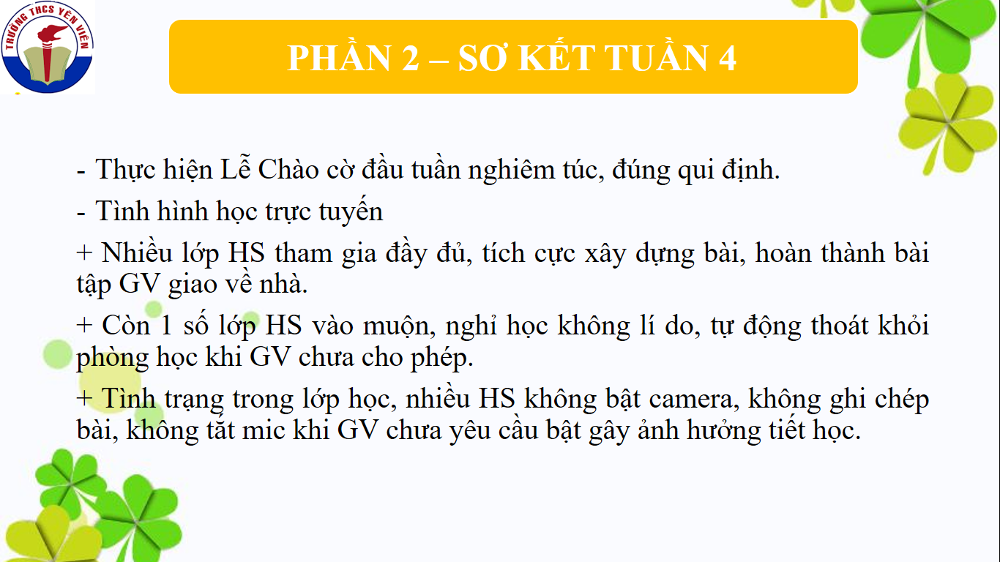 TRƯỜNG THCS YÊN VIÊN
PHẦN 2 – SƠ KẾT TUẦN 4
- Thực hiện Lễ Chào cờ đầu tuần nghiêm túc, đúng qui định.
- Tình hình học trực tuyến
+ Nhiều lớp HS tham gia đầy đủ, tích cực xây dựng bài, hoàn thành bài
tập GV giao về nhà.
+ Còn 1 số lớp HS vào muộn, nghỉ học không lí do, tự động thoát khỏi
phòng học khi GV chưa cho phép.
+ Tình trạng trong lớp học, nhiều HS không bật camera, không ghi chép
bài, không tắt mic khi GV chưa yêu cầu bật gây ảnh hưởng tiết học.